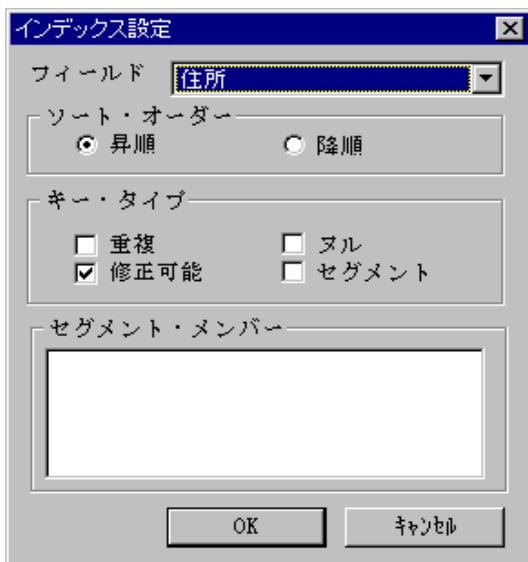 インデックス設定
フィールド 住所
ソート・オーダー
昇順 降順
キー・タイプ
重複 ヌル
修正可能 セグメント
セグメント・メンバー
OK ｷｬﾝｾﾙ